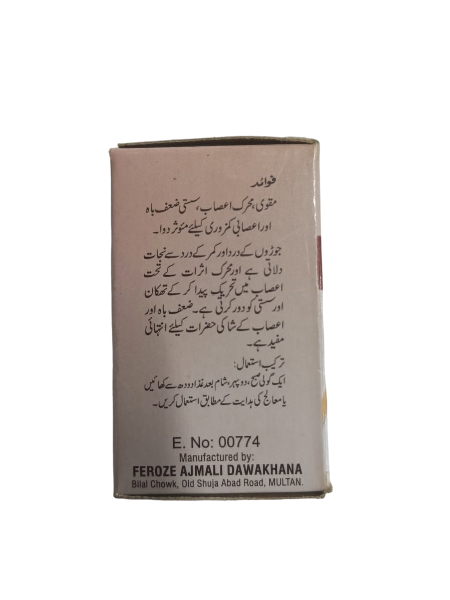 فوائد
مقوی، محرک اعصاب، سستی ضعف باہ
اور اعصابی کمزوری کیلئے مئوثر دوا۔
جوڑوں کے درد اور کمر کے درد سے نجات
دلاتی ہے اور محرک اثرات کے تحت
اعصاب میں تحریک پیدا کر کے تھکان
اور سستی کو دور کرتی ہے۔ ضعف باہ اور
اعصاب کے شاکی حضرات کیلئے انتہائی
مفید ہے۔
ترکیب استعمال:
ایک گولی صبح، دوپہر، شام بعد غذا دودھ سے کھائیں
یا معالج کی ہدایت کے مطابق استعمال کریں۔
E. No: 00774
Manufactured by:
FEROZE AJMALI DAWAKHANA
Bilal Chowk, Old Shuja Abad Road, MULTAN.